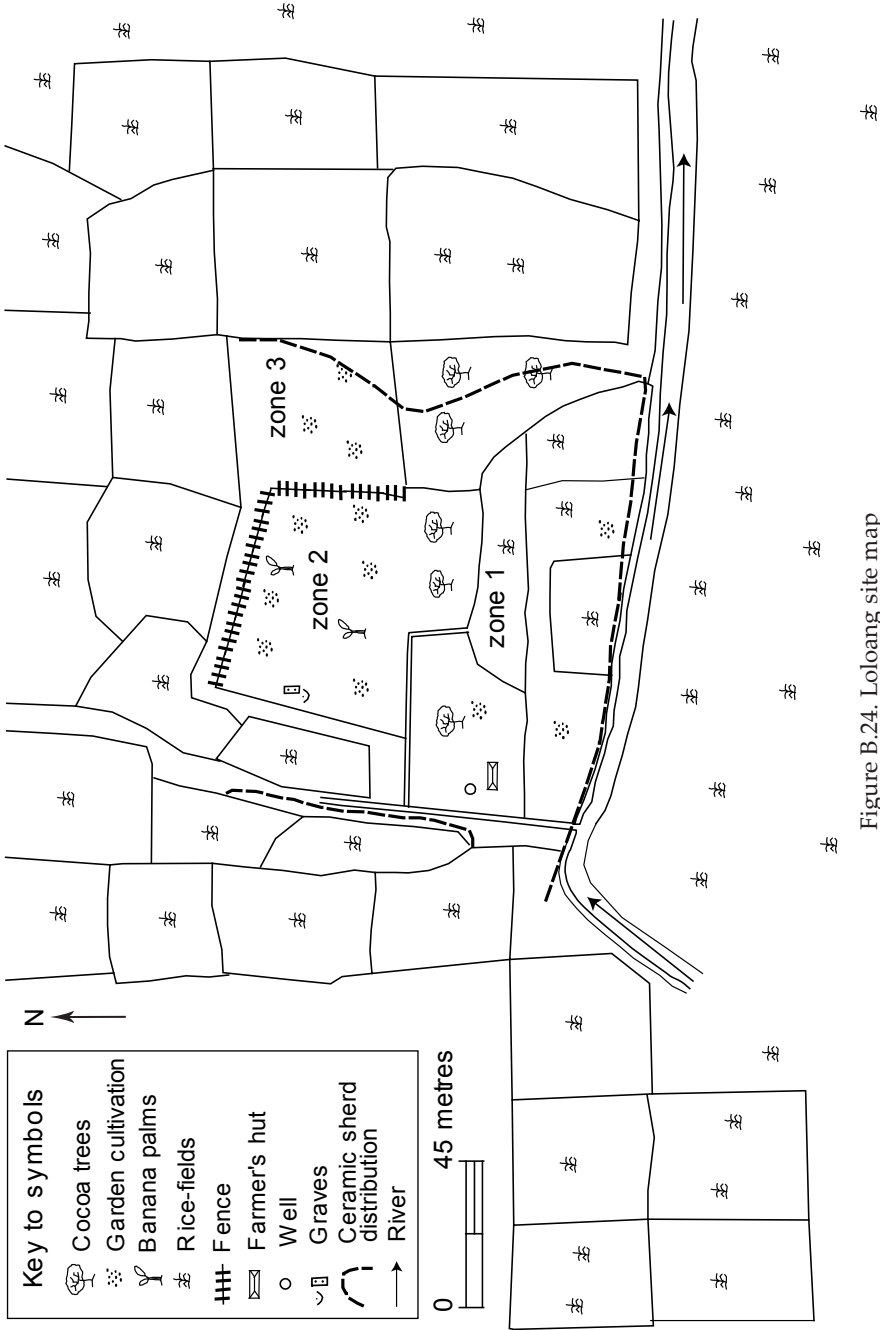 Key to symbols
Cocoa trees
Garden cultivation
Banana palms
Rice-fields
Fence
Farmer's hut
Well
Graves
Ceramic sherd
distribution
River
N
0 45 metres
zone 3
zone 2
zone 1
Figure B.24. Loloang site map